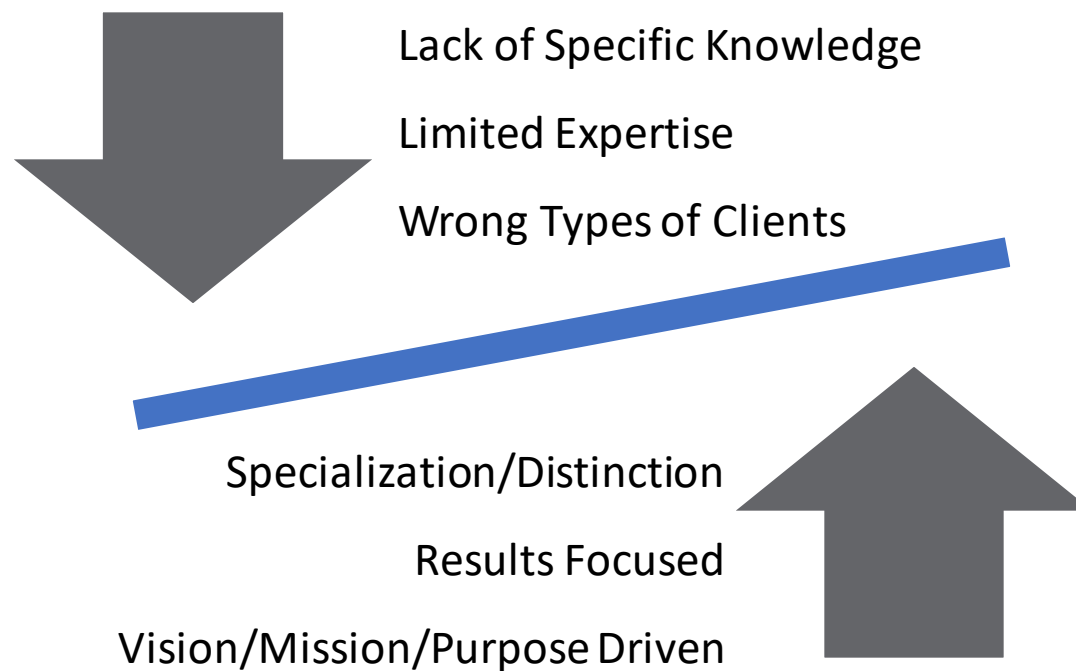 Lack of Specific Knowledge
Limited Expertise
Wrong Types of Clients
Specialization/Distinction
Results Focused
Vision/Mission/Purpose Driven